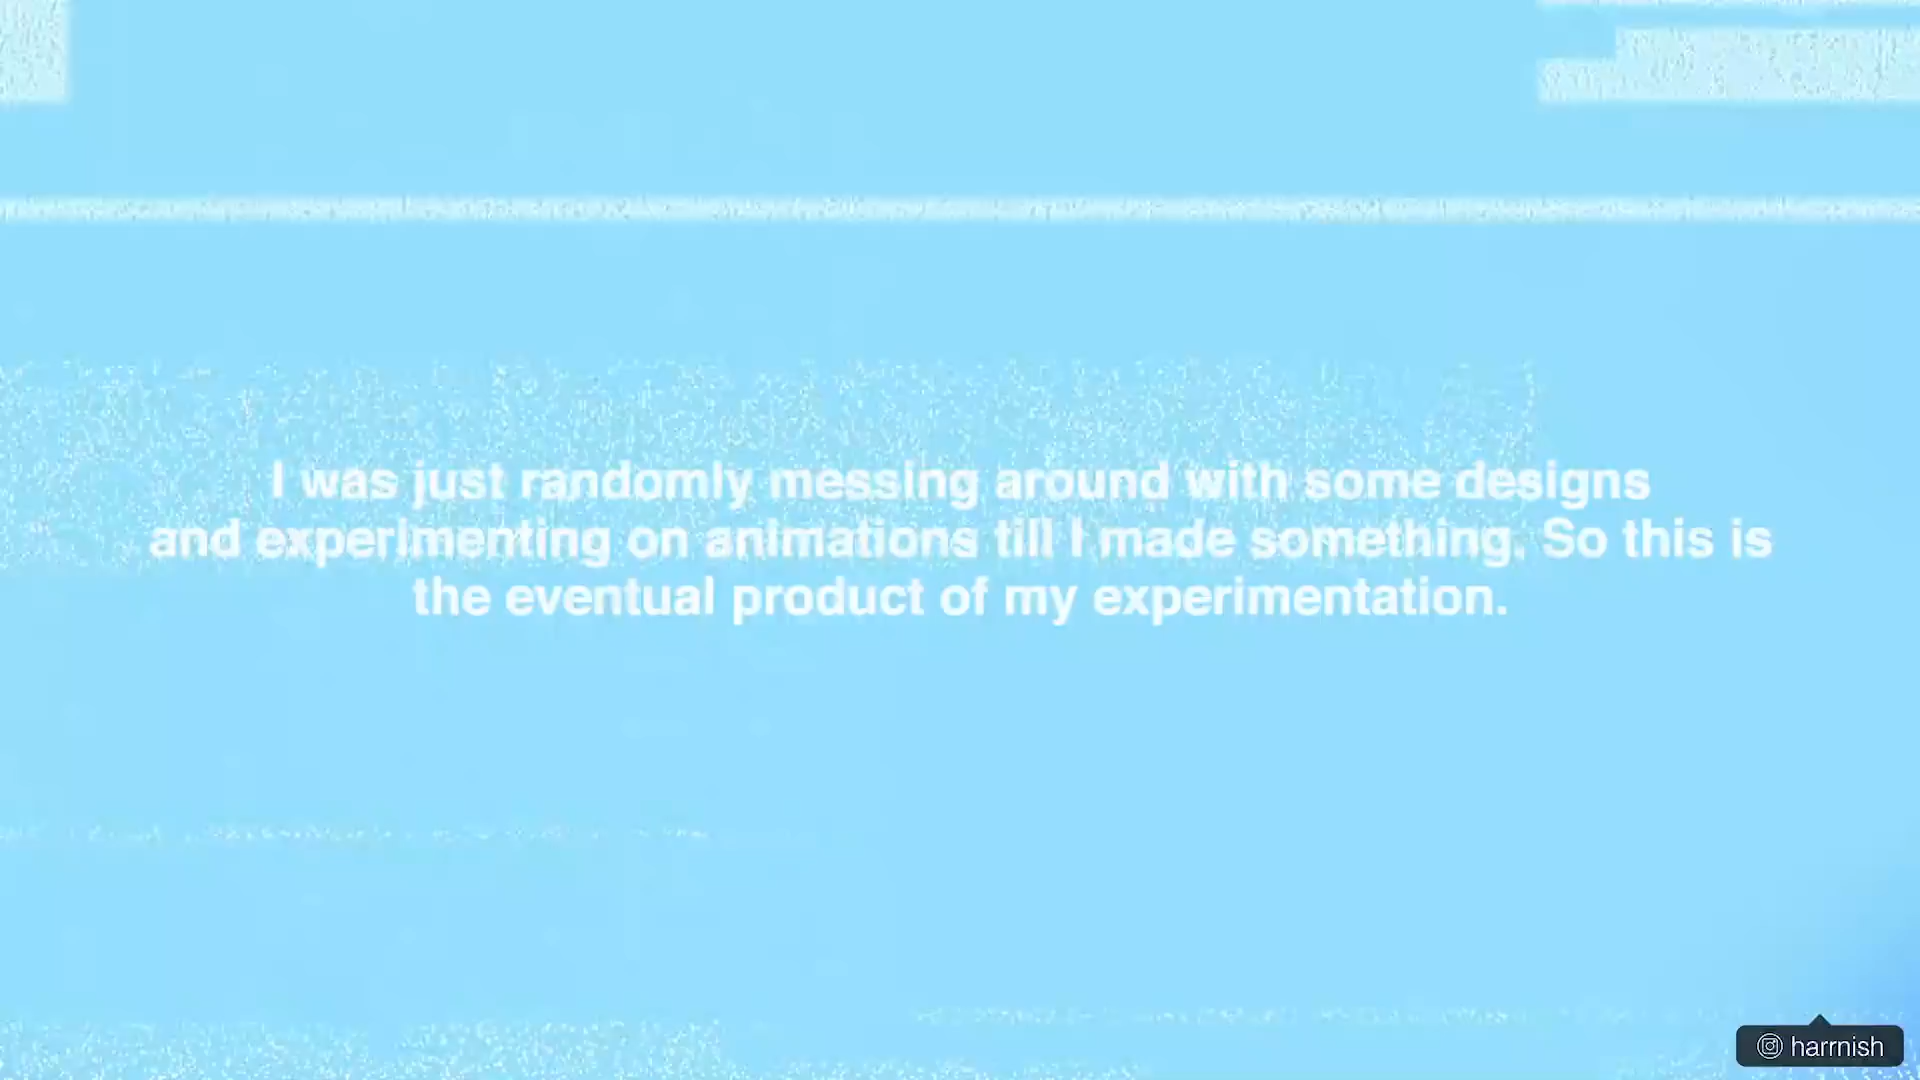 I was just randomly messing around with some designs
and experimenting on animations till I made something. So this is
the eventual product of my experimentation.
harrnish